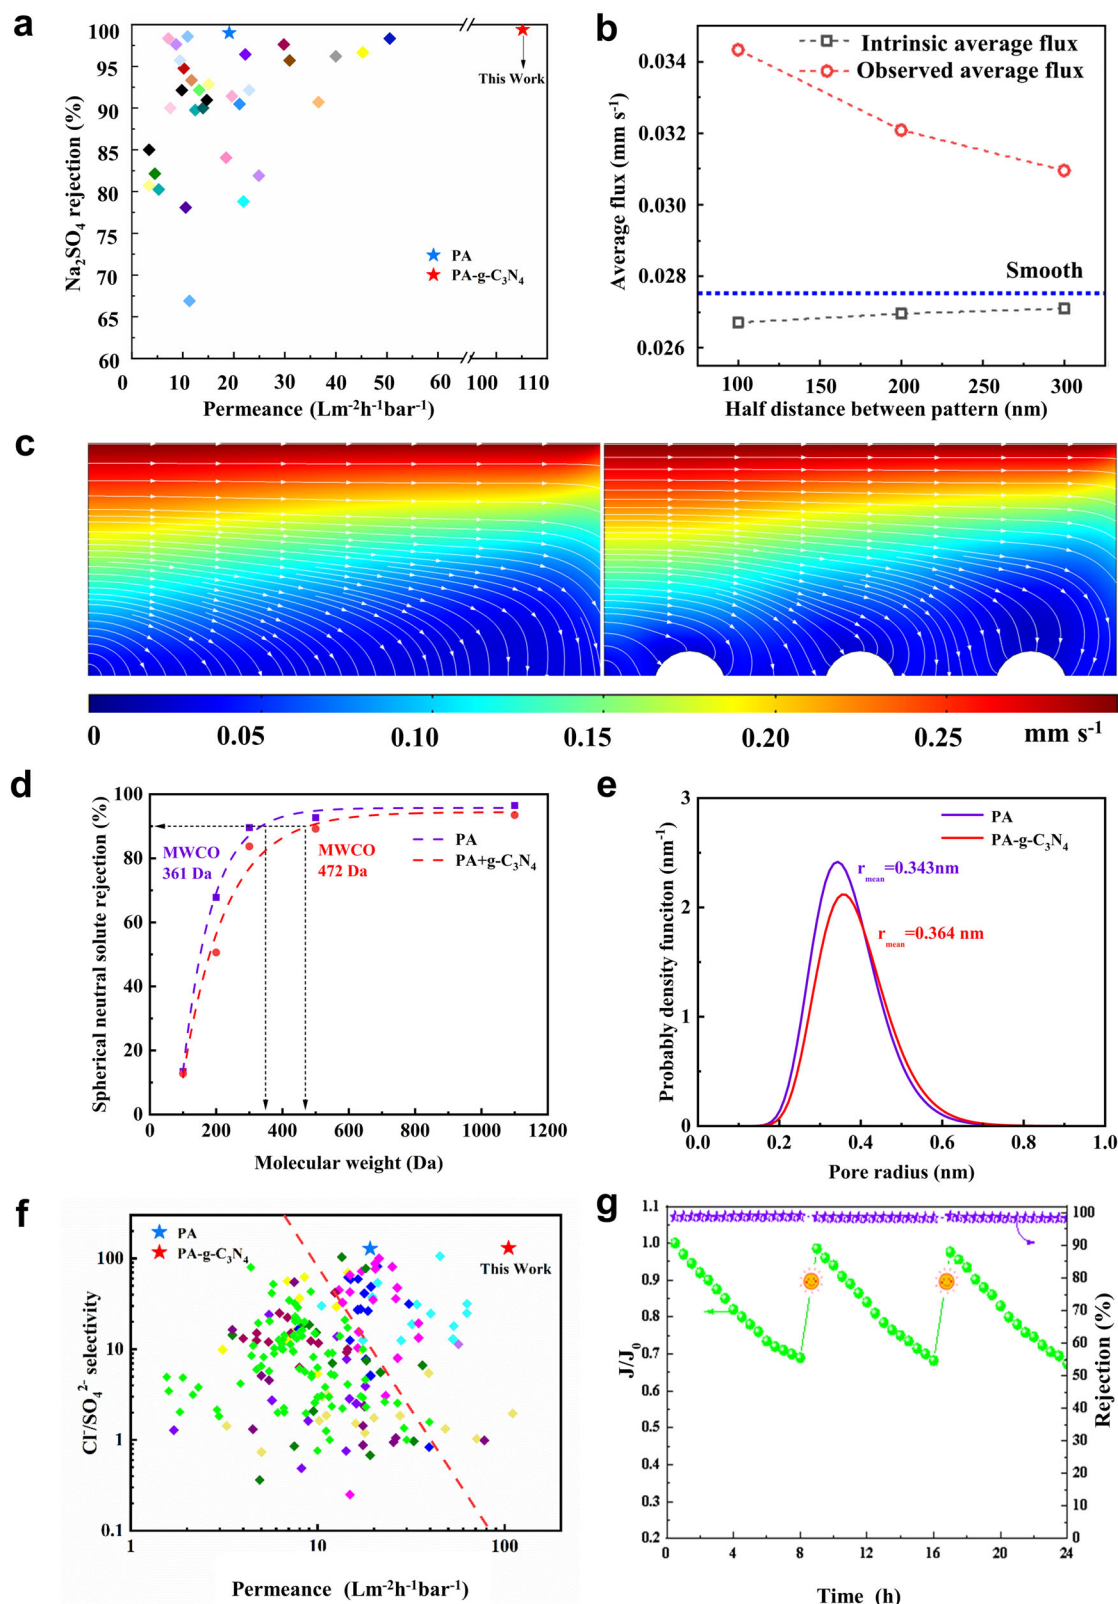 a
100
95
90
85
80
75
70
65
60
Na₂SO₄ rejection (%)
This Work
PA
PA-g-C₃N₄
0 10 20 30 40 50 60 100 110
Permeance (Lm⁻²h⁻¹bar⁻¹)
b
Intrinsic average flux
Observed average flux
0.034
0.032
0.030
0.028
0.026
Average flux (mm s⁻¹)
Smooth
100 150 200 250 300
Half distance between pattern (nm)
c
0 0.05 0.10 0.15 0.20 0.25 mm s⁻¹
d
100
80
60
40
20
0
Spherical neutral solute rejection (%)
MWCO
361 Da
MWCO
472 Da
PA
PA+g-C₃N₄
0 200 400 600 800 1000 1200
Molecular weight (Da)
e
3
2
1
0
Probably density funciton (nm⁻¹)
PA
PA-g-C₃N₄
rmean=0.343nm
rmean=0.364 nm
0.0 0.2 0.4 0.6 0.8 1.0
Pore radius (nm)
f
PA
PA-g-C₃N₄
This Work
100
10
1
0.1
Cl⁻/SO₄²⁻ selectivity
1 10 100
Permeance (Lm⁻²h⁻¹bar⁻¹)
g
1.1
1.0
0.9
0.8
0.7
0.6
0.5
0.4
0.3
0.2
J/J₀
100
90
80
70
60
50
40
30
20
10
0
Rejection (%)
0 4 8 12 16 20 24
Time (h)